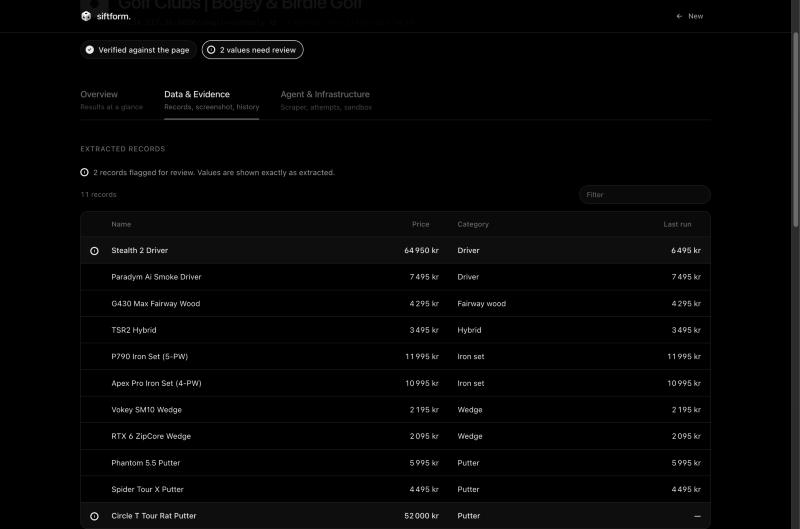 Golf Clubs | Bogey & Birdie Golf
siftform.
← New
Verified against the page
2 values need review
Overview
Results at a glance
Data & Evidence
Records, screenshot, history
Agent & Infrastructure
Scraper, attempts, sandbox
EXTRACTED RECORDS
2 records flagged for review. Values are shown exactly as extracted.
11 records
Filter
Name Price Category Last run
Stealth 2 Driver 64 950 kr Driver 6 495 kr
Paradym Ai Smoke Driver 7 495 kr Driver 7 495 kr
G430 Max Fairway Wood 4 295 kr Fairway wood 4 295 kr
TSR2 Hybrid 3 495 kr Hybrid 3 495 kr
P790 Iron Set (5-PW) 11 995 kr Iron set 11 995 kr
Apex Pro Iron Set (4-PW) 10 995 kr Iron set 10 995 kr
Vokey SM10 Wedge 2 195 kr Wedge 2 195 kr
RTX 6 ZipCore Wedge 2 095 kr Wedge 2 095 kr
Phantom 5.5 Putter 5 995 kr Putter 5 995 kr
Spider Tour X Putter 4 495 kr Putter 4 495 kr
Circle T Tour Rat Putter 52 000 kr Putter —